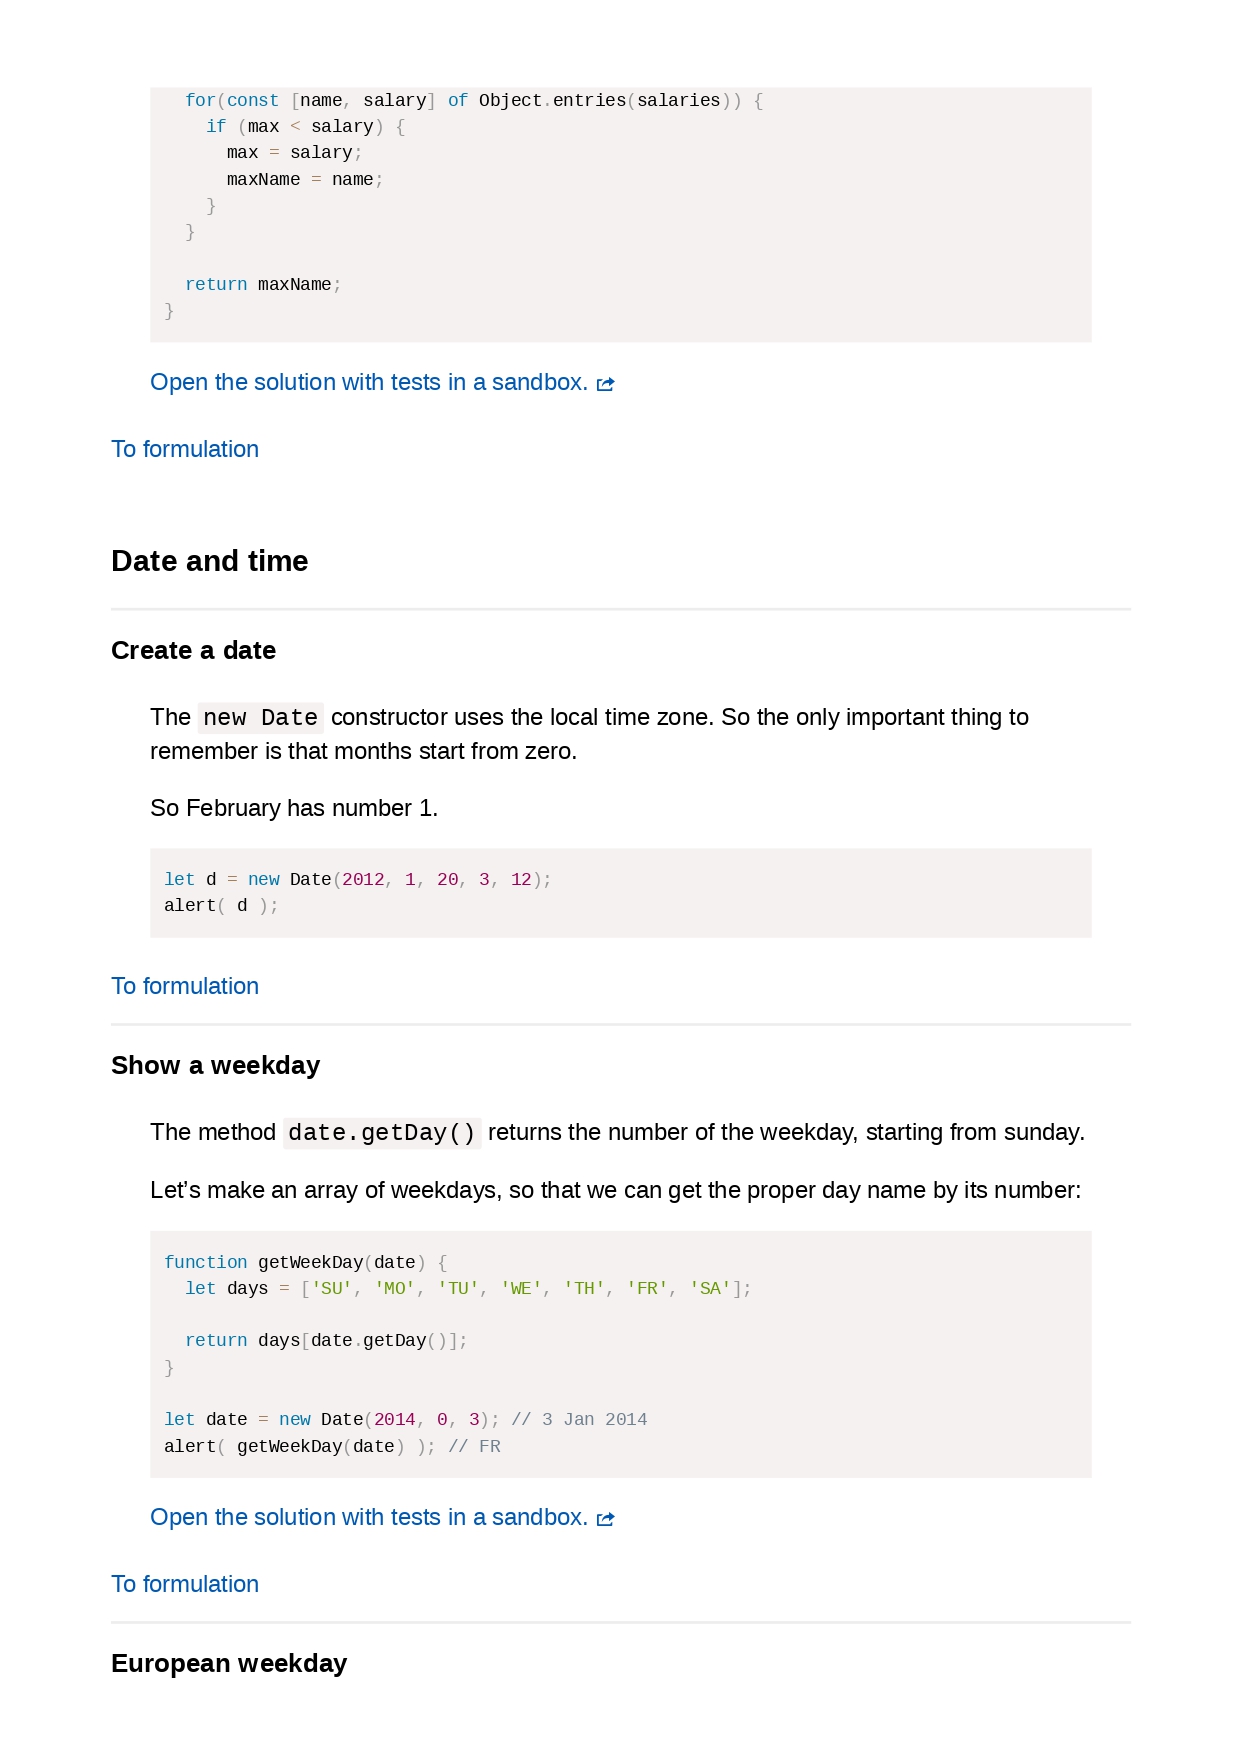 for(const [name, salary] of Object.entries(salaries)) {
    if (max < salary) {
      max = salary;
      maxName = name;
    }
  }

  return maxName;
}
Open the solution with tests in a sandbox.
To formulation
Date and time
Create a date
The new Date constructor uses the local time zone. So the only important thing to
remember is that months start from zero.
So February has number 1.
let d = new Date(2012, 1, 20, 3, 12);
alert( d );
To formulation
Show a weekday
The method date.getDay() returns the number of the weekday, starting from sunday.
Let’s make an array of weekdays, so that we can get the proper day name by its number:
function getWeekDay(date) {
  let days = ['SU', 'MO', 'TU', 'WE', 'TH', 'FR', 'SA'];

  return days[date.getDay()];
}

let date = new Date(2014, 0, 3); // 3 Jan 2014
alert( getWeekDay(date) ); // FR
Open the solution with tests in a sandbox.
To formulation
European weekday